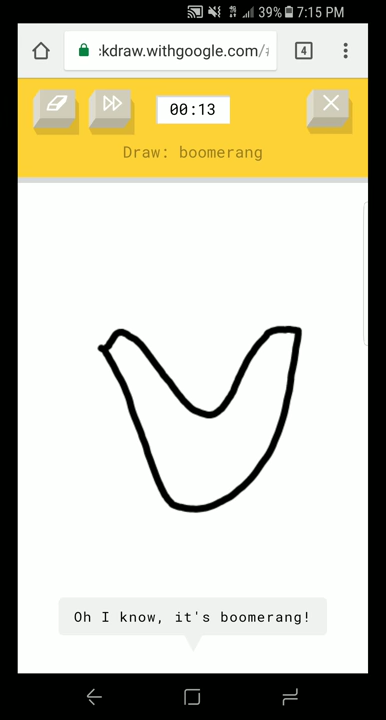 39% 7:15 PM
:kdraw.withgoogle.com/
4
00:13
Draw: boomerang
Oh I know, it's boomerang!